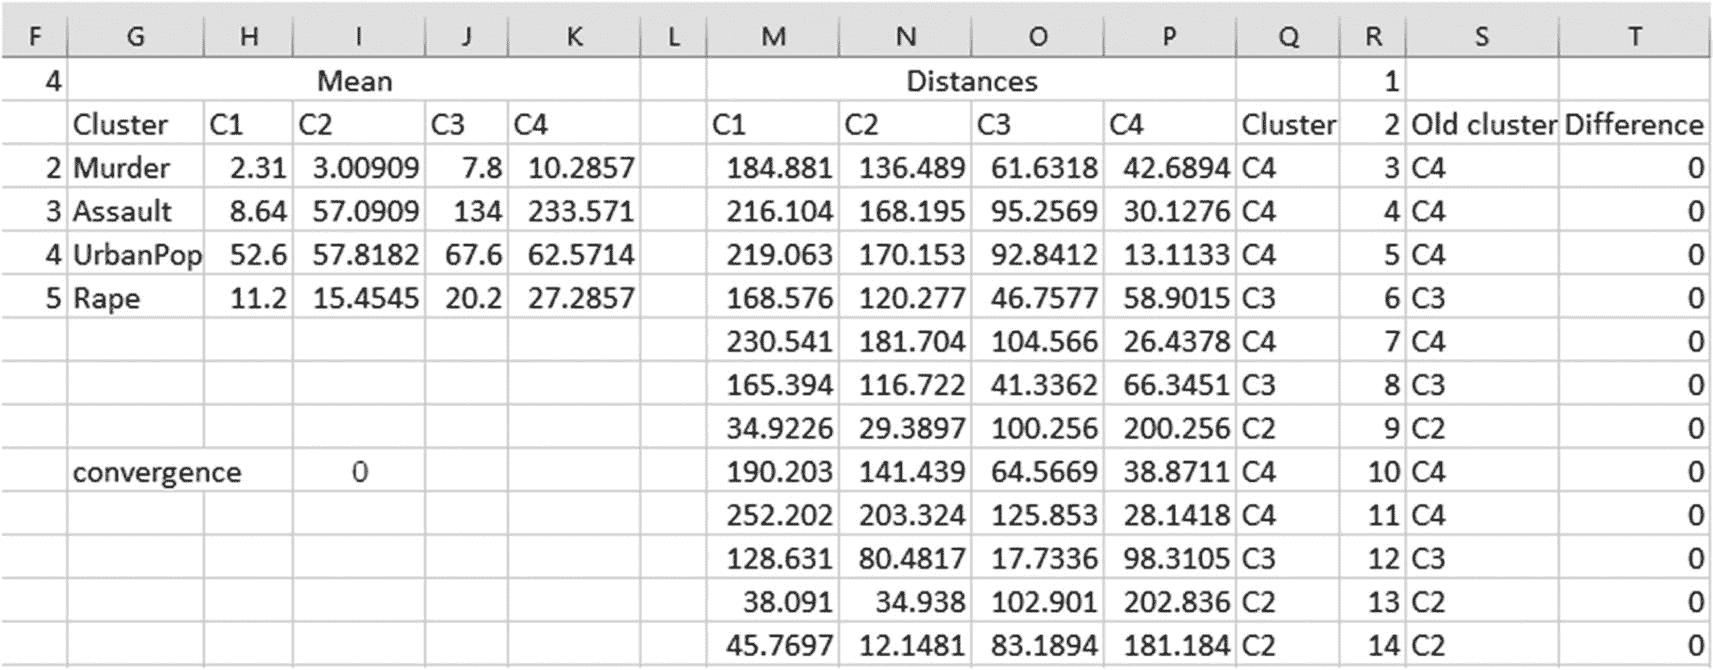 F G H I J K L M N O P Q R S T
4 Mean Distances 1
Cluster C1 C2 C3 C4 C1 C2 C3 C4 Cluster 2 Old cluster Difference
2 Murder 2.31 3.00909 7.8 10.2857 184.881 136.489 61.6318 42.6894 C4 3 C4 0
3 Assault 8.64 57.0909 134 233.571 216.104 168.195 95.2569 30.1276 C4 4 C4 0
4 UrbanPop 52.6 57.8182 67.6 62.5714 219.063 170.153 92.8412 13.1133 C4 5 C4 0
5 Rape 11.2 15.4545 20.2 27.2857 168.576 120.277 46.7577 58.9015 C3 6 C3 0
230.541 181.704 104.566 26.4378 C4 7 C4 0
165.394 116.722 41.3362 66.3451 C3 8 C3 0
34.9226 29.3897 100.256 200.256 C2 9 C2 0
convergence 0 190.203 141.439 64.5669 38.8711 C4 10 C4 0
252.202 203.324 125.853 28.1418 C4 11 C4 0
128.631 80.4817 17.7336 98.3105 C3 12 C3 0
38.091 34.938 102.901 202.836 C2 13 C2 0
45.7697 12.1481 83.1894 181.184 C2 14 C2 0